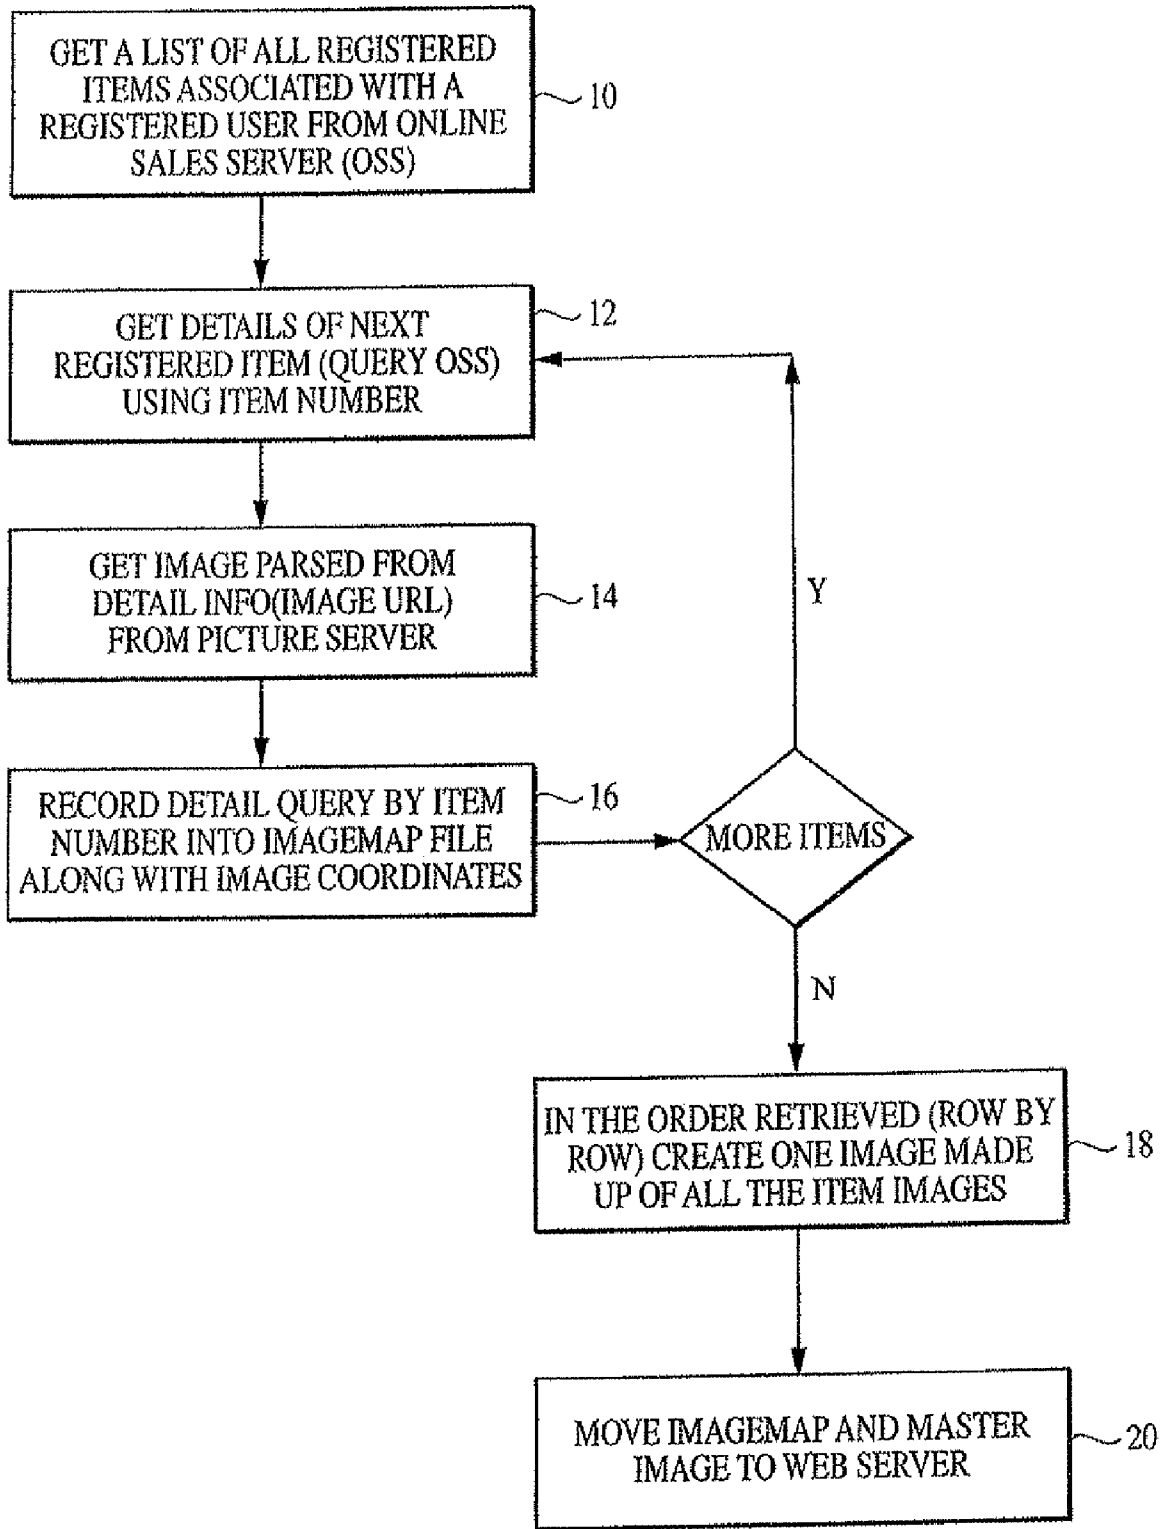 GET A LIST OF ALL REGISTERED
ITEMS ASSOCIATED WITH A
REGISTERED USER FROM ONLINE
SALES SERVER (OSS)
10
GET DETAILS OF NEXT
REGISTERED ITEM (QUERY OSS)
USING ITEM NUMBER
12
GET IMAGE PARSED FROM
DETAIL INFO(IMAGE URL)
FROM PICTURE SERVER
14
Y
RECORD DETAIL QUERY BY ITEM
NUMBER INTO IMAGEMAP FILE
ALONG WITH IMAGE COORDINATES
16
MORE ITEMS
N
IN THE ORDER RETRIEVED (ROW BY
ROW) CREATE ONE IMAGE MADE
UP OF ALL THE ITEM IMAGES
18
MOVE IMAGEMAP AND MASTER
IMAGE TO WEB SERVER
20